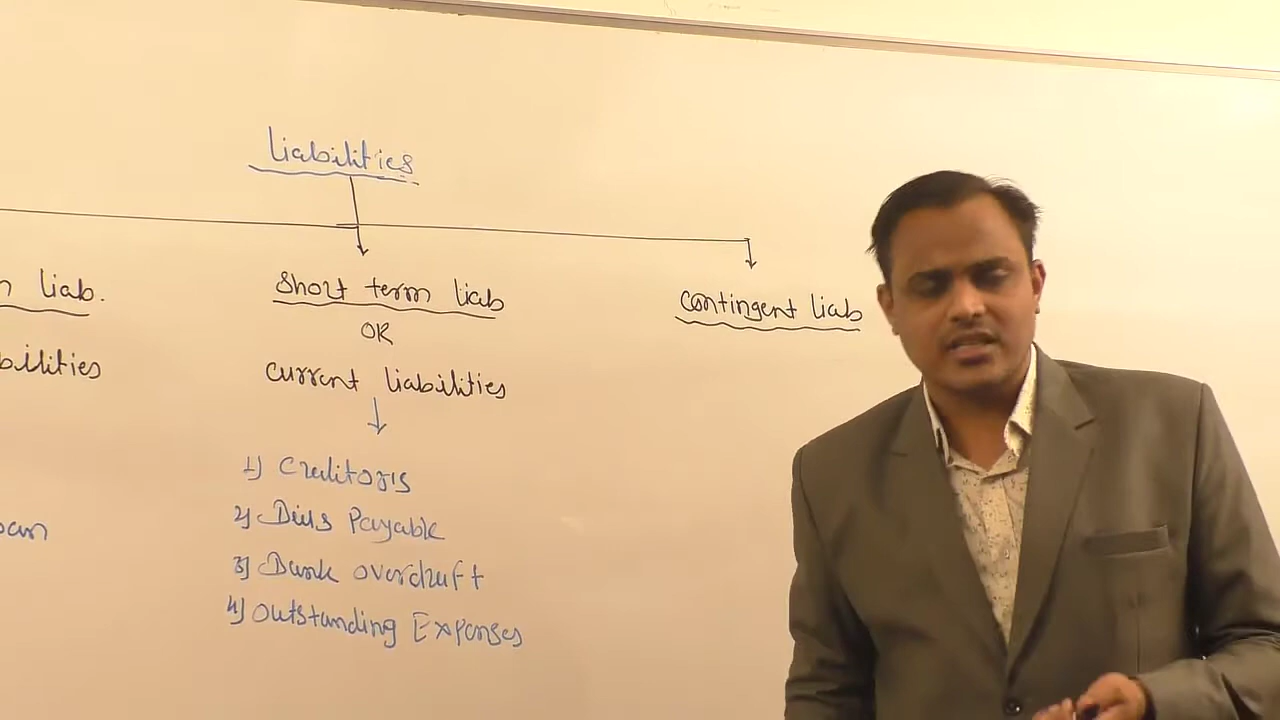 Liabilities
n liab.
bilities
oan
Short term liab
OR
current liabilities
1) Creditors
2) Bills Payable
3) Bank overdraft
4) Outstanding Expenses
Contingent liab